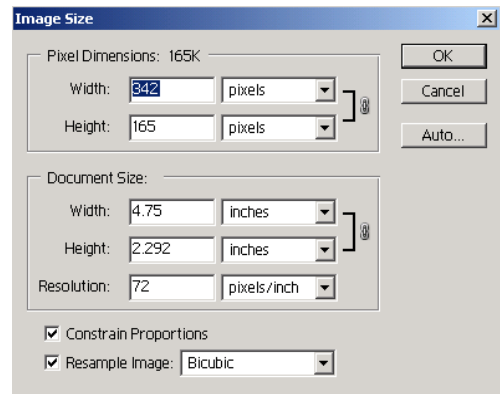 Image Size
Pixel Dimensions: 165K
OK
Width: 342 pixels
Cancel
Height: 165 pixels
Auto...
Document Size:
Width: 4.75 inches
Height: 2.292 inches
Resolution: 72 pixels/inch
Constrain Proportions
Resample Image: Bicubic